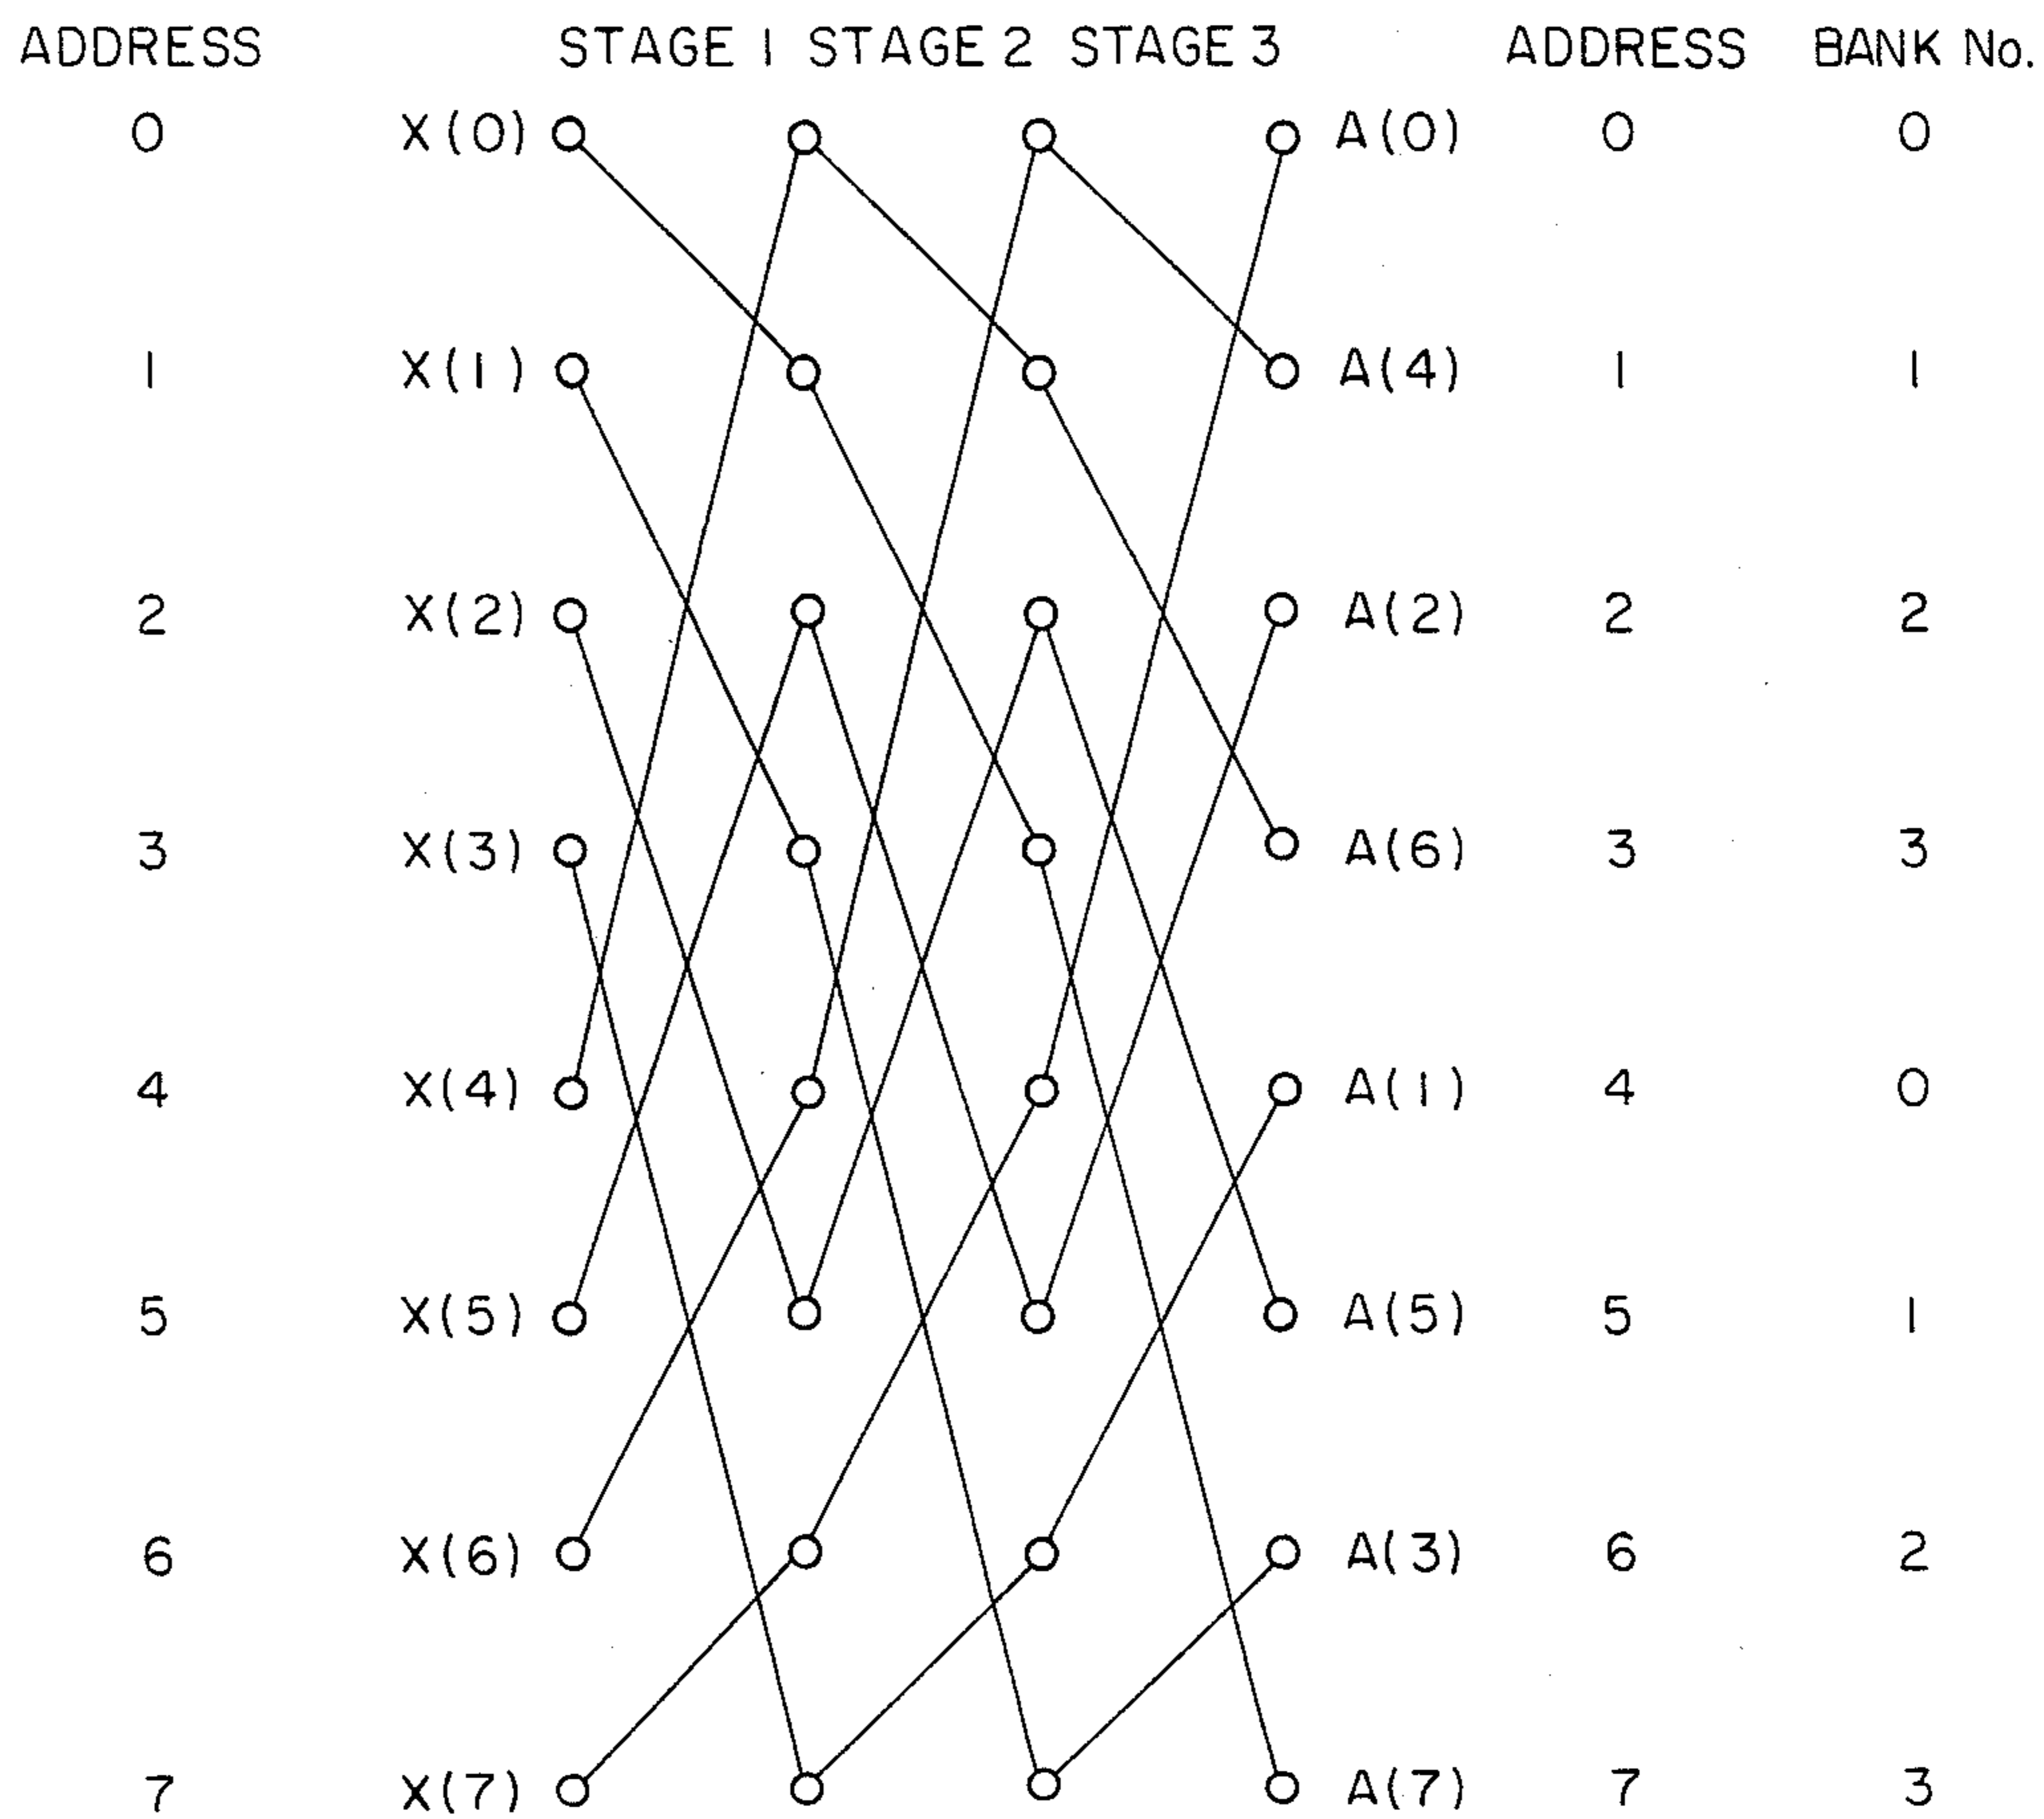 ADDRESS STAGE 1 STAGE 2 STAGE 3 ADDRESS BANK No.
0 X(0) A(0) 0 0
1 X(1) A(4) 1 1
2 X(2) A(2) 2 2
3 X(3) A(6) 3 3
4 X(4) A(1) 4 0
5 X(5) A(5) 5 1
6 X(6) A(3) 6 2
7 X(7) A(7) 7 3